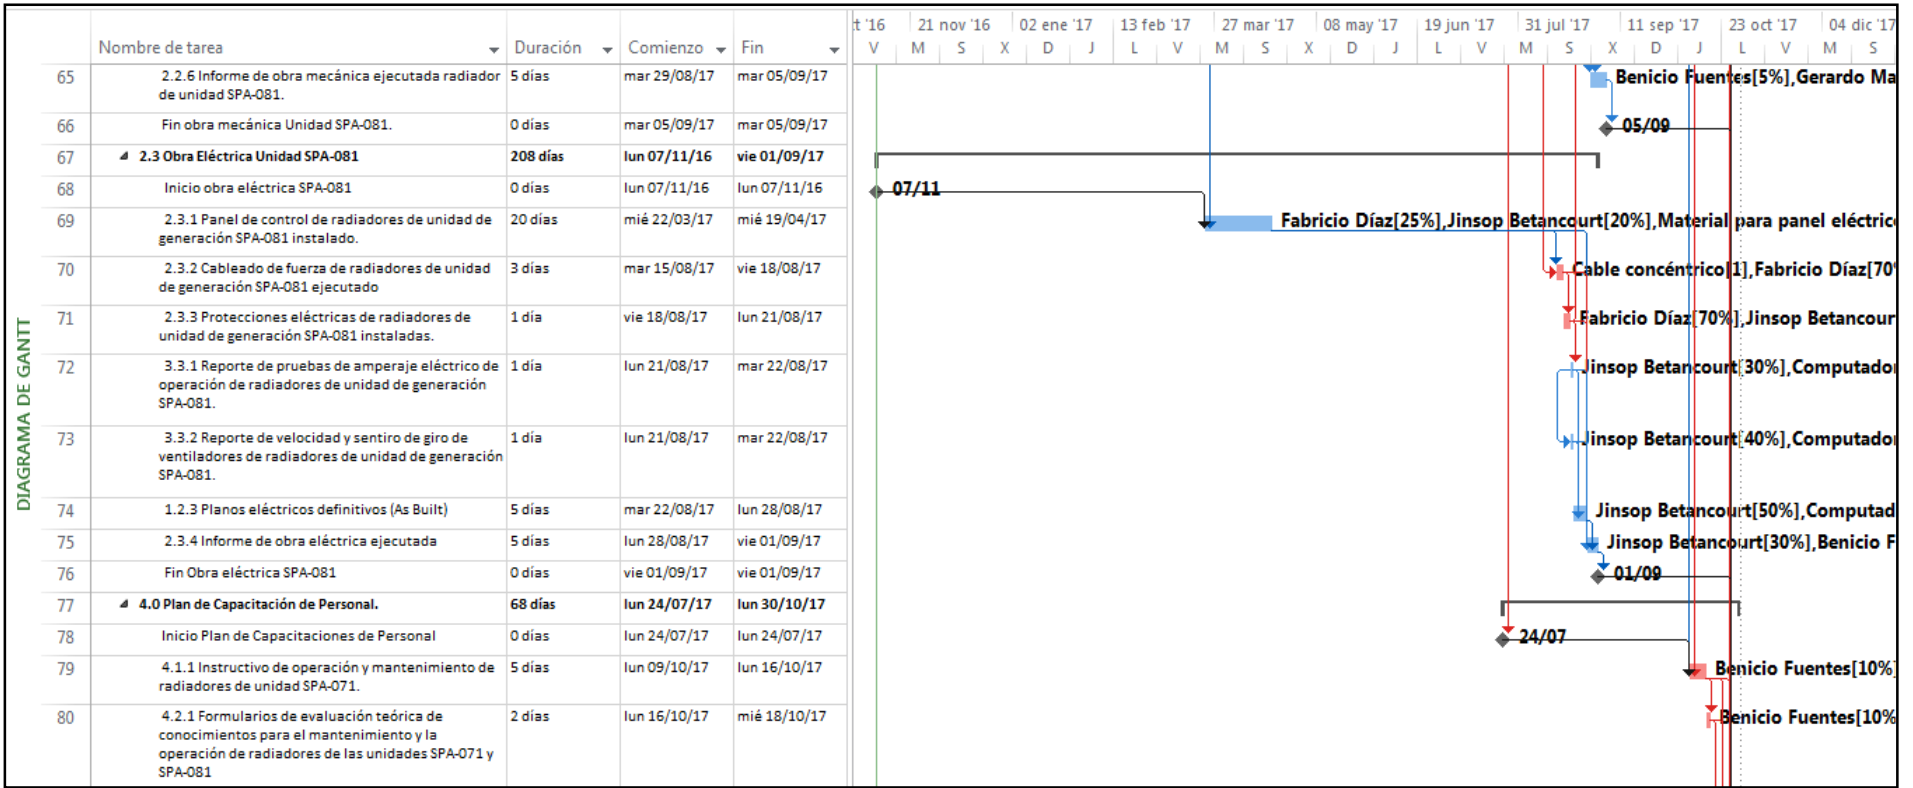 t '16 21 nov '16 02 ene '17 13 feb '17 27 mar '17 08 may '17 19 jun '17 31 jul '17 11 sep '17 23 oct '17 04 dic '17
Nombre de tarea Duración Comienzo Fin V M S X D J L V M S X D J L V M S X D J L V M S
65 2.2.6 Informe de obra mecánica ejecutada radiador 5 días mar 29/08/17 mar 05/09/17 Benicio Fuentes[5%],Gerardo Ma
de unidad SPA-081.
66 Fin obra mecánica Unidad SPA-081. 0 días mar 05/09/17 mar 05/09/17 05/09
67 2.3 Obra Eléctrica Unidad SPA-081 208 días lun 07/11/16 vie 01/09/17
68 Inicio obra eléctrica SPA-081 0 días lun 07/11/16 lun 07/11/16 07/11
69 2.3.1 Panel de control de radiadores de unidad de 20 días mié 22/03/17 mié 19/04/17 Fabricio Díaz[25%],Jinsop Betancourt[20%],Material para panel eléctric
generación SPA-081 instalado.
70 2.3.2 Cableado de fuerza de radiadores de unidad 3 días mar 15/08/17 vie 18/08/17 Cable concéntrico[1],Fabricio Díaz[70
de generación SPA-081 ejecutado
71 2.3.3 Protecciones eléctricas de radiadores de 1 día vie 18/08/17 lun 21/08/17 Fabricio Díaz[70%],Jinsop Betancour
unidad de generación SPA-081 instaladas.
72 3.3.1 Reporte de pruebas de amperaje eléctrico de 1 día lun 21/08/17 mar 22/08/17 Jinsop Betancourt[30%],Computado
operación de radiadores de unidad de generación
SPA-081.
73 3.3.2 Reporte de velocidad y sentiro de giro de 1 día lun 21/08/17 mar 22/08/17 Jinsop Betancourt[40%],Computado
ventiladores de radiadores de unidad de generación
SPA-081.
74 1.2.3 Planos eléctricos definitivos (As Built) 5 días mar 22/08/17 lun 28/08/17 Jinsop Betancourt[50%],Computad
75 2.3.4 Informe de obra eléctrica ejecutada 5 días lun 28/08/17 vie 01/09/17 Jinsop Betancourt[30%],Benicio F
76 Fin Obra eléctrica SPA-081 0 días vie 01/09/17 vie 01/09/17 01/09
77 4.0 Plan de Capacitación de Personal. 68 días lun 24/07/17 lun 30/10/17
78 Inicio Plan de Capacitaciones de Personal 0 días lun 24/07/17 lun 24/07/17 24/07
79 4.1.1 Instructivo de operación y mantenimiento de 5 días lun 09/10/17 lun 16/10/17 Benicio Fuentes[10%]
radiadores de unidad SPA-071.
80 4.2.1 Formularios de evaluación teórica de 2 días lun 16/10/17 mié 18/10/17 Benicio Fuentes[10%
conocimientos para el mantenimiento y la
operación de radiadores de las unidades SPA-071 y
SPA-081
DIAGRAMA DE GANTT